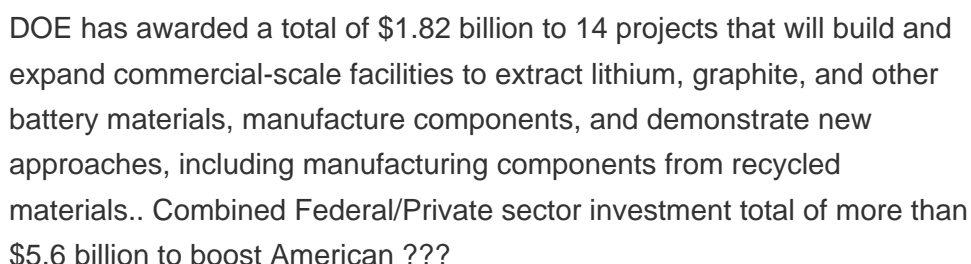 DOE has awarded a total of $1.82 billion to 14 projects that will build and
expand commercial-scale facilities to extract lithium, graphite, and other
battery materials, manufacture components, and demonstrate new
approaches, including manufacturing components from recycled
materials.. Combined Federal/Private sector investment total of more than
$5.6 billion to boost American ???